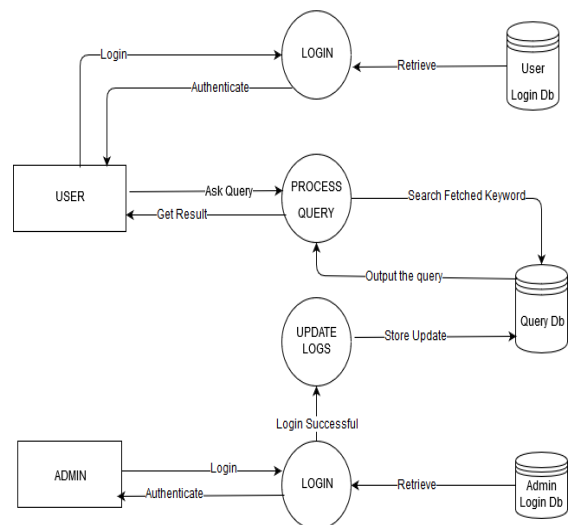 Login
LOGIN
Retrieve
User
Login Db
Authenticate
USER
Ask Query
PROCESS
QUERY
Search Fetched Keyword
Get Result
Output the query
Query Db
UPDATE
LOGS
Store Update
Login Successful
ADMIN
Login
LOGIN
Retrieve
Admin
Login Db
Authenticate